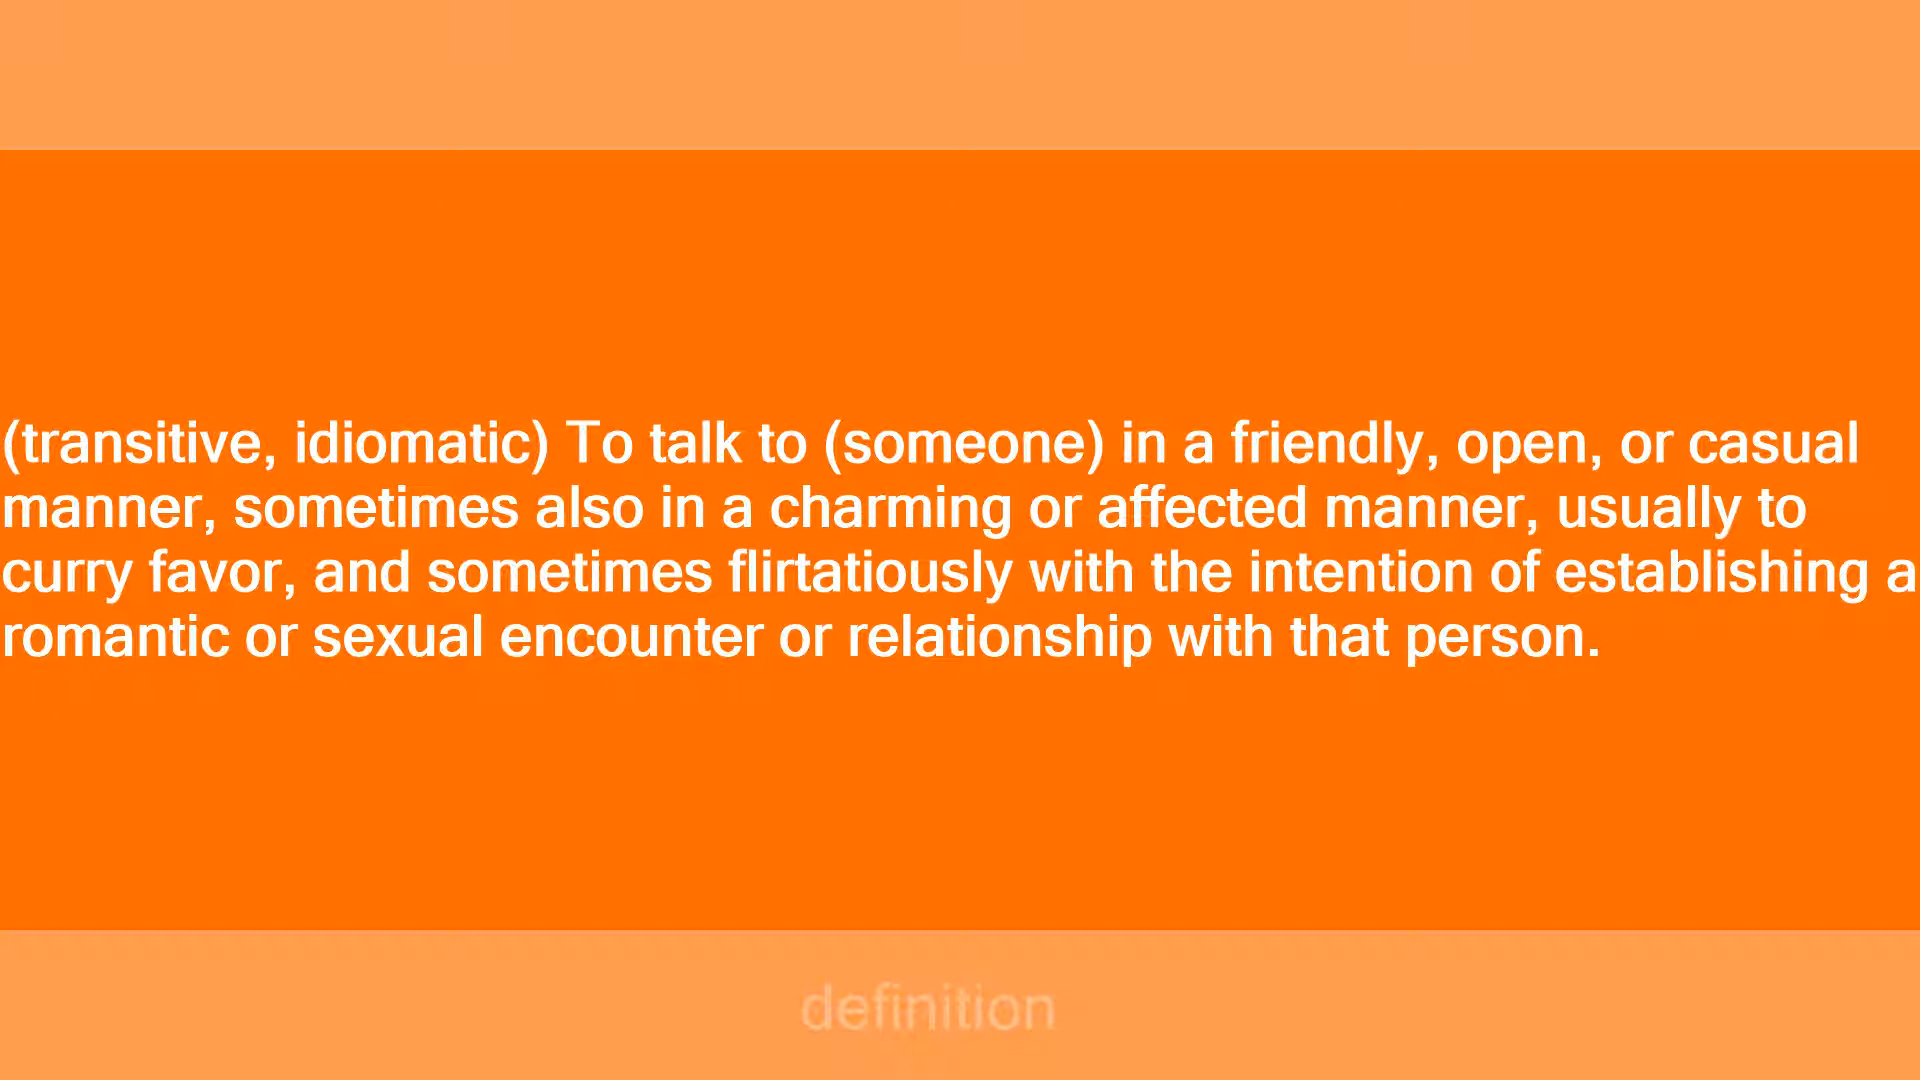 (transitive, idiomatic) To talk to (someone) in a friendly, open, or casual
manner, sometimes also in a charming or affected manner, usually to
curry favor, and sometimes flirtatiously with the intention of establishing a
romantic or sexual encounter or relationship with that person.
definition